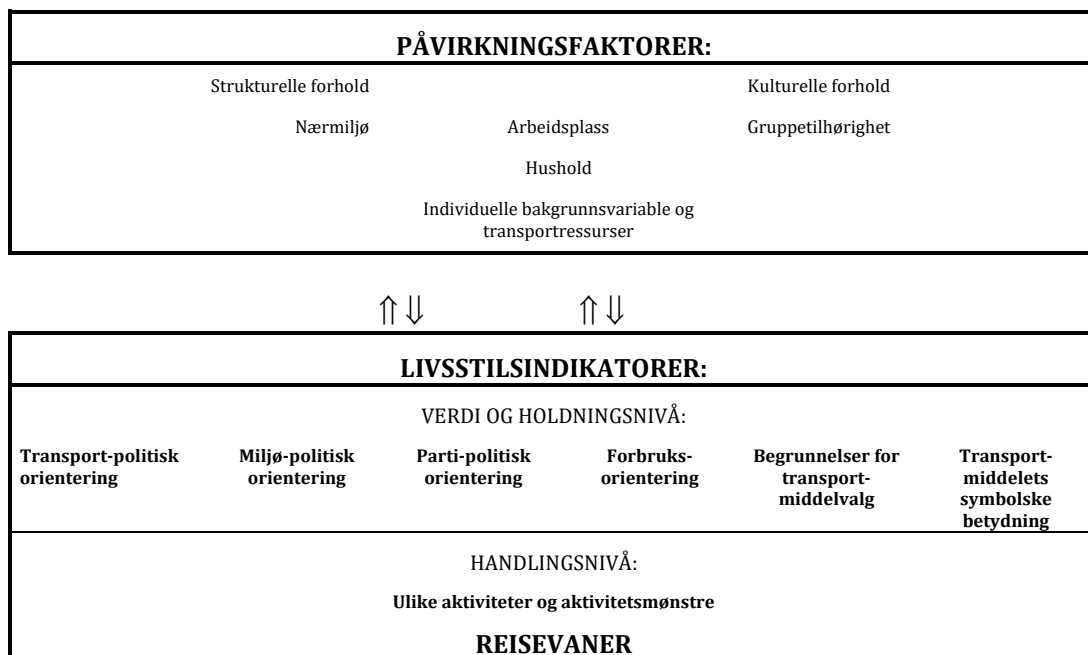 PÅVIRKNINGSFAKTORER:
Strukturelle forhold Kulturelle forhold
Nærmiljø Arbeidsplass Gruppetilhørighet
Hushold
Individuelle bakgrunnsvariable og
transportressurser
⇑⇓ ⇑⇓
LIVSSTILSINDIKATORER:
VERDI OG HOLDNINGSNIVÅ:
Transport-politisk
orientering
Miljø-politisk
orientering
Parti-politisk
orientering
Forbruks-
orientering
Begrunnelser for
transport-
middelvalg
Transport-
middelets
symbolske
betydning
HANDLINGSNIVÅ:
Ulike aktiviteter og aktivitetsmønstre
REISEVANER